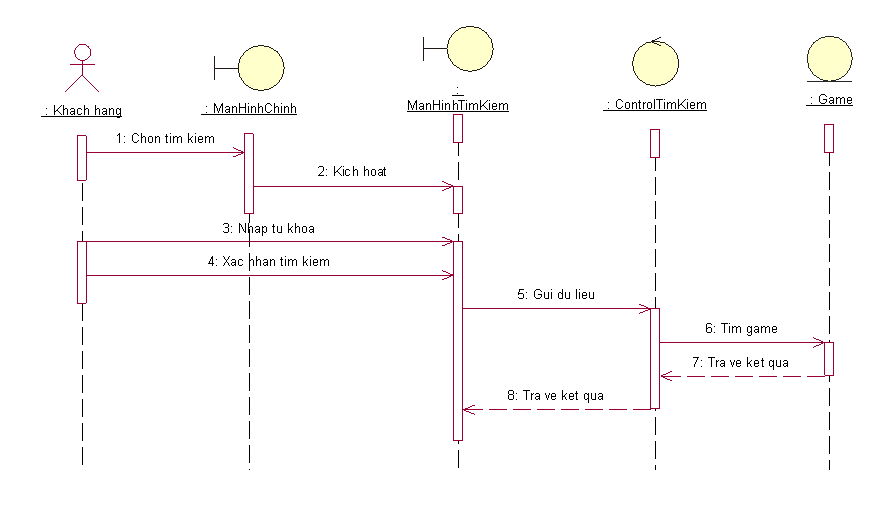 : Khach hang
: ManHinhChinh
:
ManHinhTimKiem
: ControlTimKiem
: Game
1: Chon tim kiem
2: Kich hoat
3: Nhap tu khoa
4: Xac nhan tim kiem
5: Gui du lieu
6: Tim game
7: Tra ve ket qua
8: Tra ve ket qua